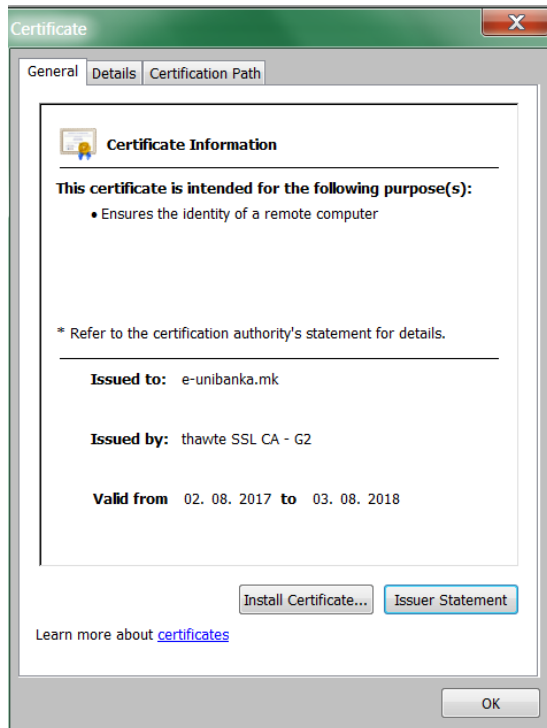 Certificate
X
General Details Certification Path
Certificate Information
This certificate is intended for the following purpose(s):
• Ensures the identity of a remote computer
* Refer to the certification authority's statement for details.
Issued to: e-unibanka.mk
Issued by: thawte SSL CA - G2
Valid from 02. 08. 2017 to 03. 08. 2018
Install Certificate... Issuer Statement
Learn more about certificates
OK